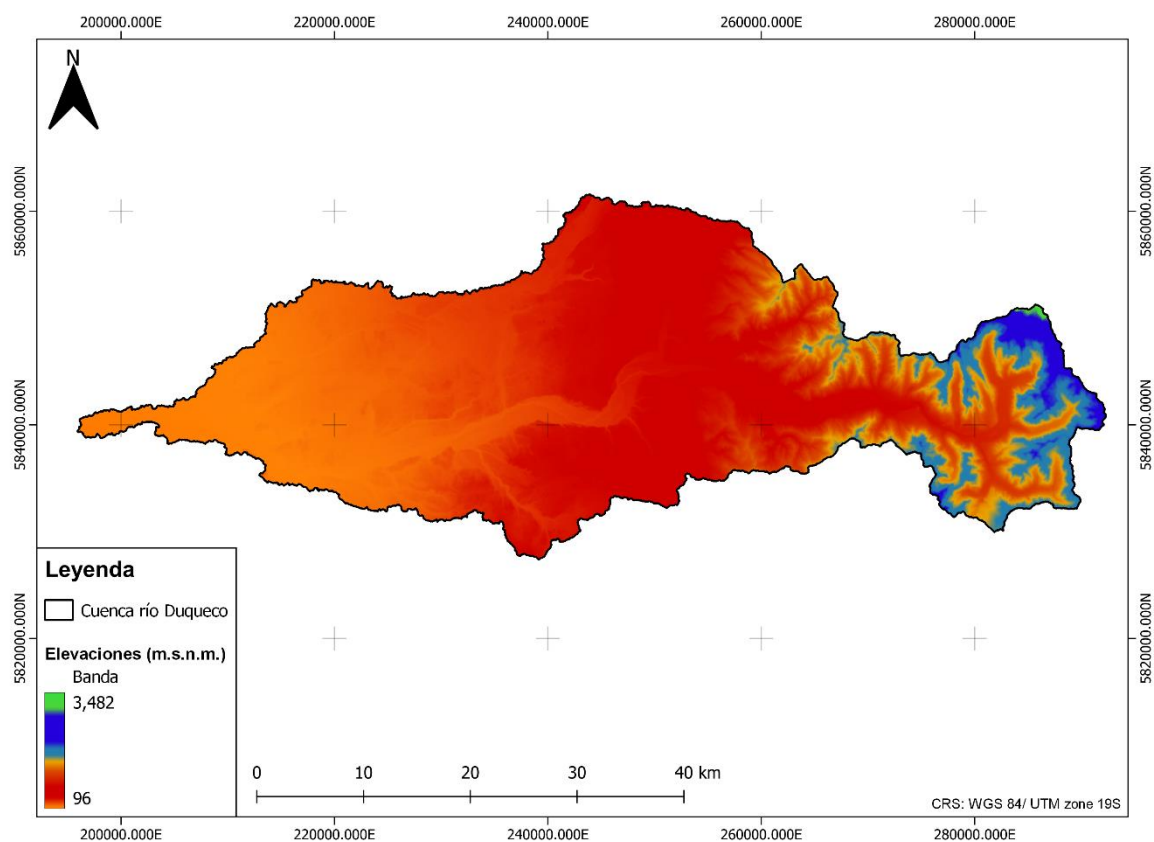 200000.000E 220000.000E 240000.000E 260000.000E 280000.000E
N
5860000.000N 5860000.000N
5840000.000N 5840000.000N
5820000.000N 5820000.000N
Leyenda
Cuenca río Duqueco
Elevaciones (m.s.n.m.)
Banda
3,482
96
0 10 20 30 40 km
CRS: WGS 84/ UTM zone 19S
200000.000E 220000.000E 240000.000E 260000.000E 280000.000E